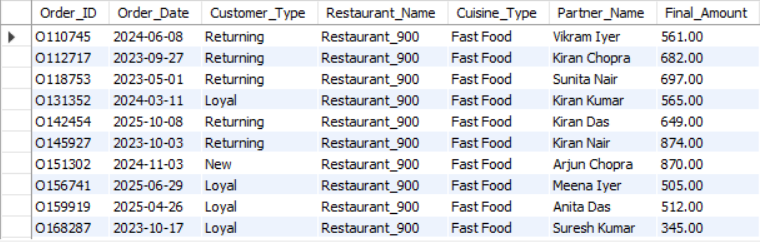 Order_ID Order_Date Customer_Type Restaurant_Name Cuisine_Type Partner_Name Final_Amount
O110745 2024-06-08 Returning Restaurant_900 Fast Food Vikram Iyer 561.00
O112717 2023-09-27 Returning Restaurant_900 Fast Food Kiran Chopra 682.00
O118753 2023-05-01 Returning Restaurant_900 Fast Food Sunita Nair 697.00
O131352 2024-03-11 Loyal Restaurant_900 Fast Food Kiran Kumar 565.00
O142454 2025-10-08 Returning Restaurant_900 Fast Food Kiran Das 649.00
O145927 2023-10-03 Returning Restaurant_900 Fast Food Kiran Nair 874.00
O151302 2024-11-03 New Restaurant_900 Fast Food Arjun Chopra 870.00
O156741 2025-06-29 Loyal Restaurant_900 Fast Food Meena Iyer 505.00
O159919 2025-04-26 Loyal Restaurant_900 Fast Food Anita Das 512.00
O168287 2023-10-17 Loyal Restaurant_900 Fast Food Suresh Kumar 345.00